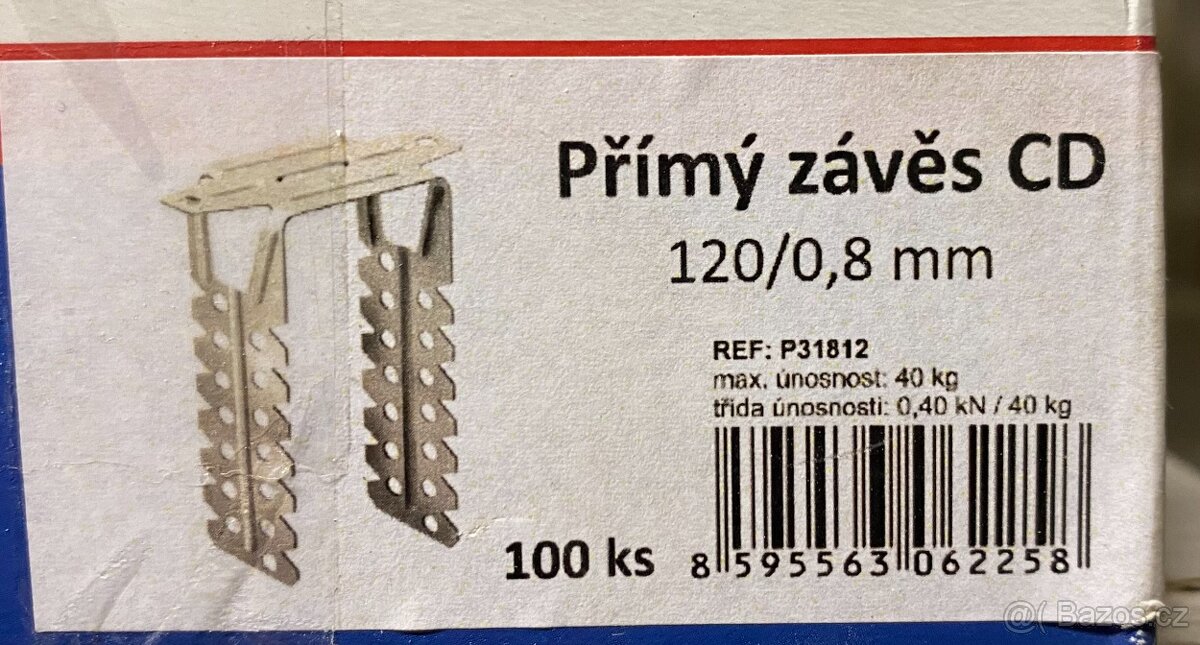 Přímý závěs CD
120/0,8 mm
REF: P31812
max. únosnost: 40 kg
třída únosnosti: 0,40 kN / 40 kg
100 ks
8 595563 062258
@( Bazos.cz